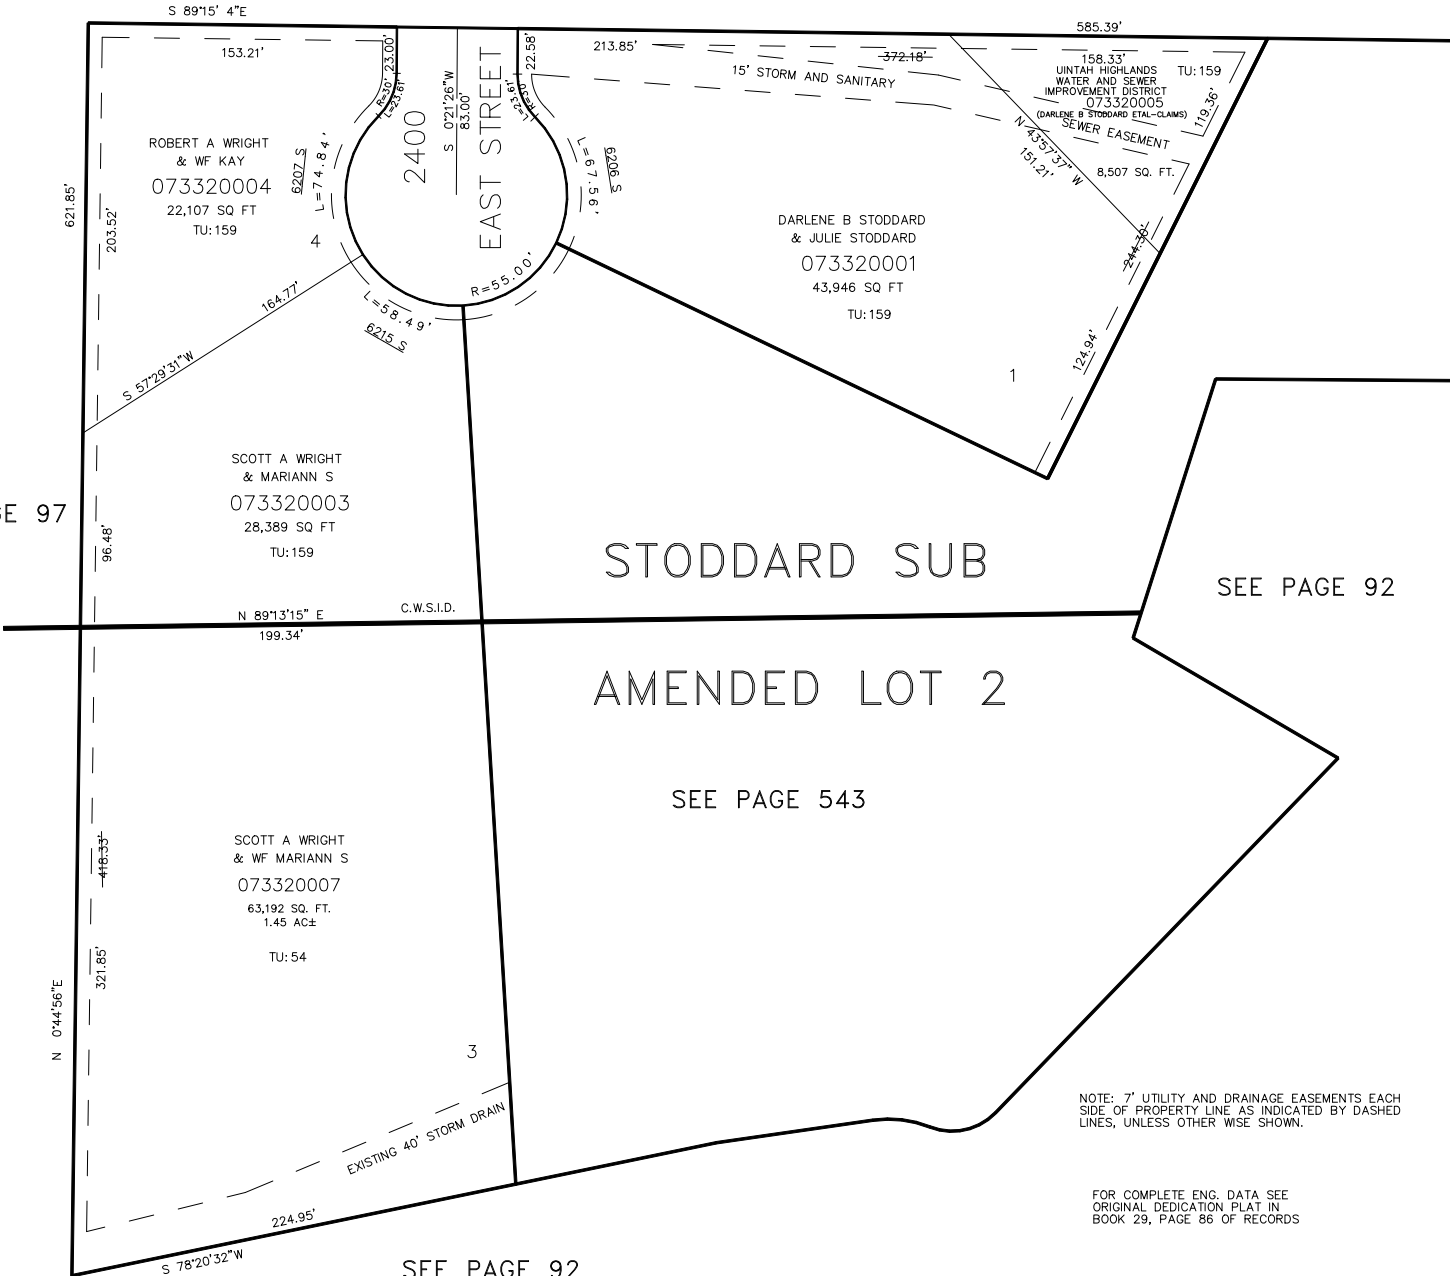 S 89°15' 4"E
585.39'
153.21'
23.00'
R=30'
L=23.61'
2400
EAST STREET
S 0°21'26"W
83.00'
22.58'
R=30'
L=23.61'
213.85'
372.18'
15' STORM AND SANITARY
158.33'
UINTAH HIGHLANDS
WATER AND SEWER
IMPROVEMENT DISTRICT
073320005
(DARLENE B STODDARD ETAL-CLAIMS)
TU:159
SEWER EASEMENT
119.36'
N 43°57'37" W
151.21'
8,507 SQ. FT.
244.30'
124.94'
ROBERT A WRIGHT
& WF KAY
073320004
22,107 SQ FT
TU:159
4
6207 S
L=74.84'
621.85'
203.52'
L=67.56'
6206 S
R=55.00'
L=58.49'
6215 S
DARLENE B STODDARD
& JULIE STODDARD
073320001
43,946 SQ FT
TU:159
1
164.77'
S 57°29'31"W
SCOTT A WRIGHT
& MARIANN S
073320003
28,389 SQ FT
TU:159
GE 97
96.48'
STODDARD SUB
SEE PAGE 92
N 89°13'15" E
199.34'
C.W.S.I.D.
AMENDED LOT 2
SEE PAGE 543
418.33'
SCOTT A WRIGHT
& WF MARIANN S
073320007
63,192 SQ. FT.
1.45 AC±
TU:54
321.85'
N 0°44'56"E
3
EXISTING 40' STORM DRAIN
224.95'
S 78°20'32"W
SEE PAGE 92
NOTE: 7' UTILITY AND DRAINAGE EASEMENTS EACH
SIDE OF PROPERTY LINE AS INDICATED BY DASHED
LINES, UNLESS OTHER WISE SHOWN.
FOR COMPLETE ENG. DATA SEE
ORIGINAL DEDICATION PLAT IN
BOOK 29, PAGE 86 OF RECORDS